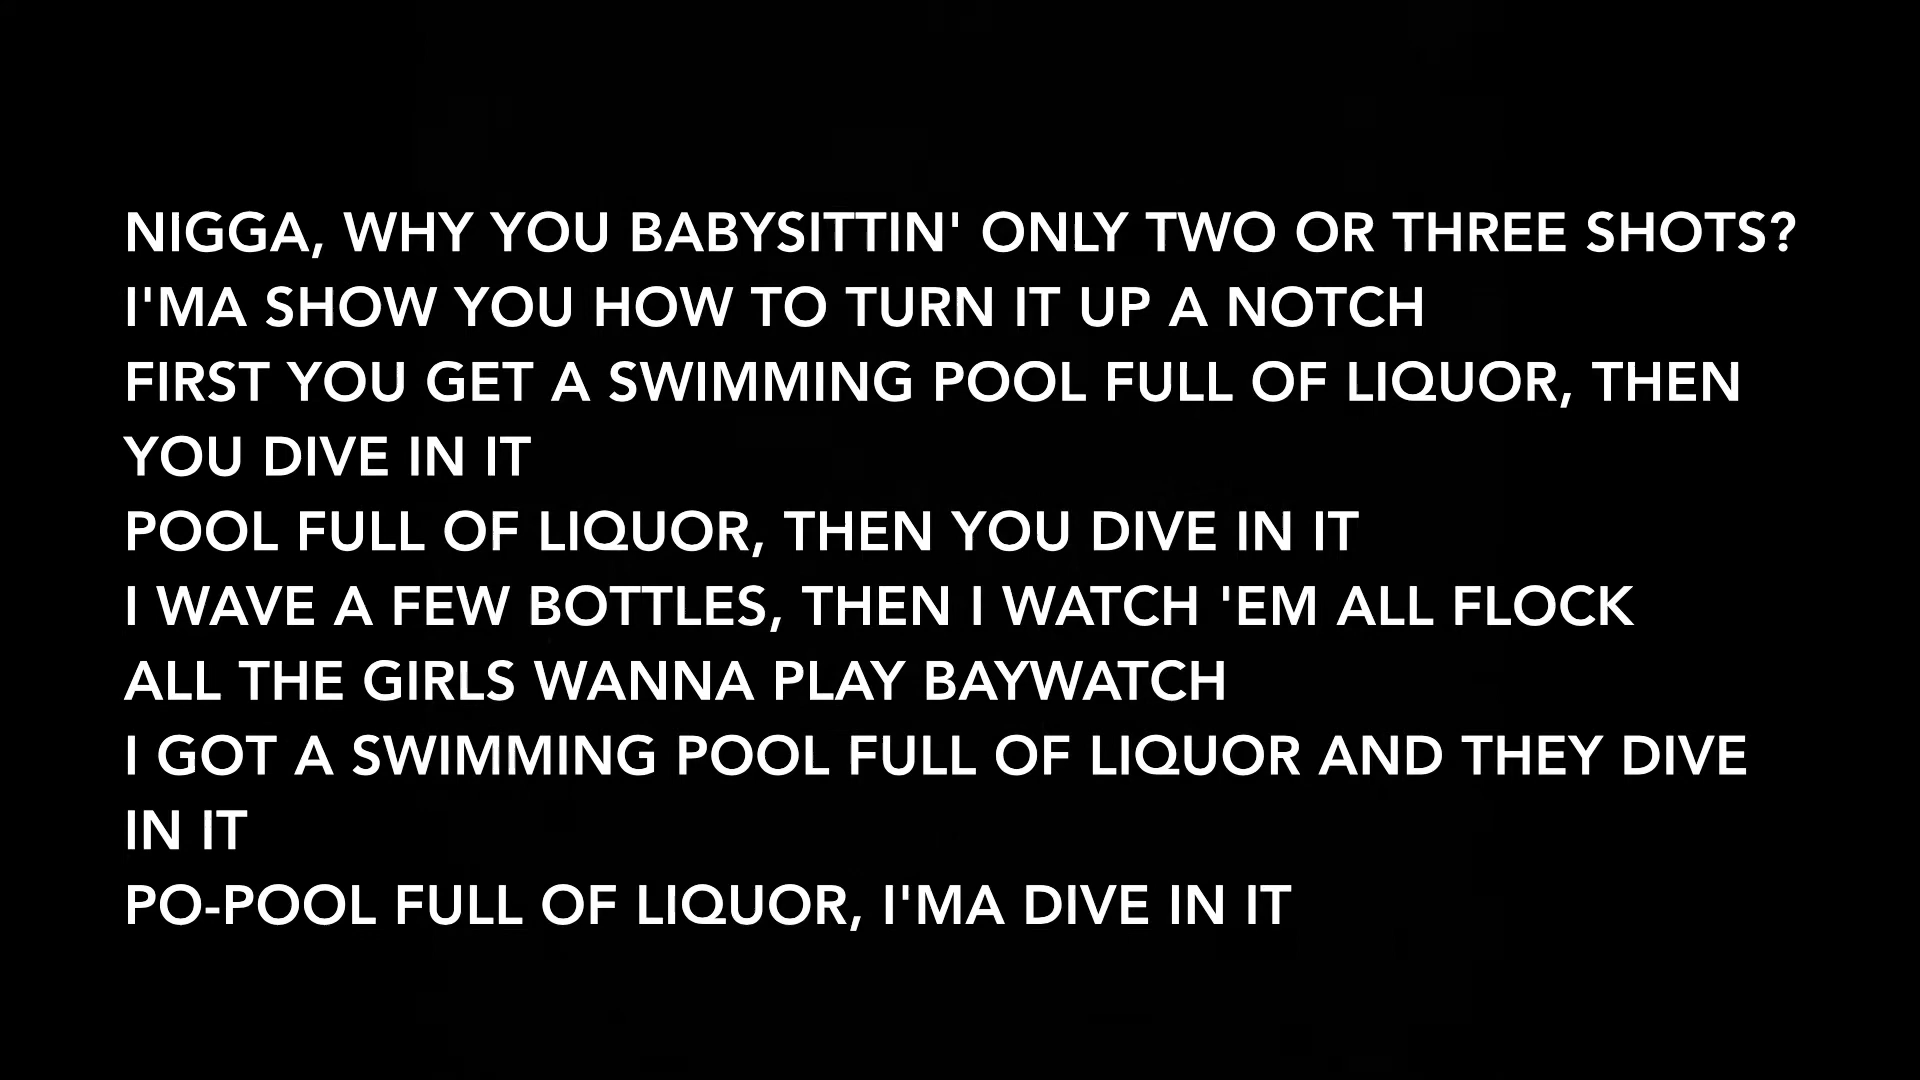 NIGGA, WHY YOU BABYSITTIN' ONLY TWO OR THREE SHOTS?
I'MA SHOW YOU HOW TO TURN IT UP A NOTCH
FIRST YOU GET A SWIMMING POOL FULL OF LIQUOR, THEN
YOU DIVE IN IT
POOL FULL OF LIQUOR, THEN YOU DIVE IN IT
I WAVE A FEW BOTTLES, THEN I WATCH 'EM ALL FLOCK
ALL THE GIRLS WANNA PLAY BAYWATCH
I GOT A SWIMMING POOL FULL OF LIQUOR AND THEY DIVE
IN IT
PO-POOL FULL OF LIQUOR, I'MA DIVE IN IT